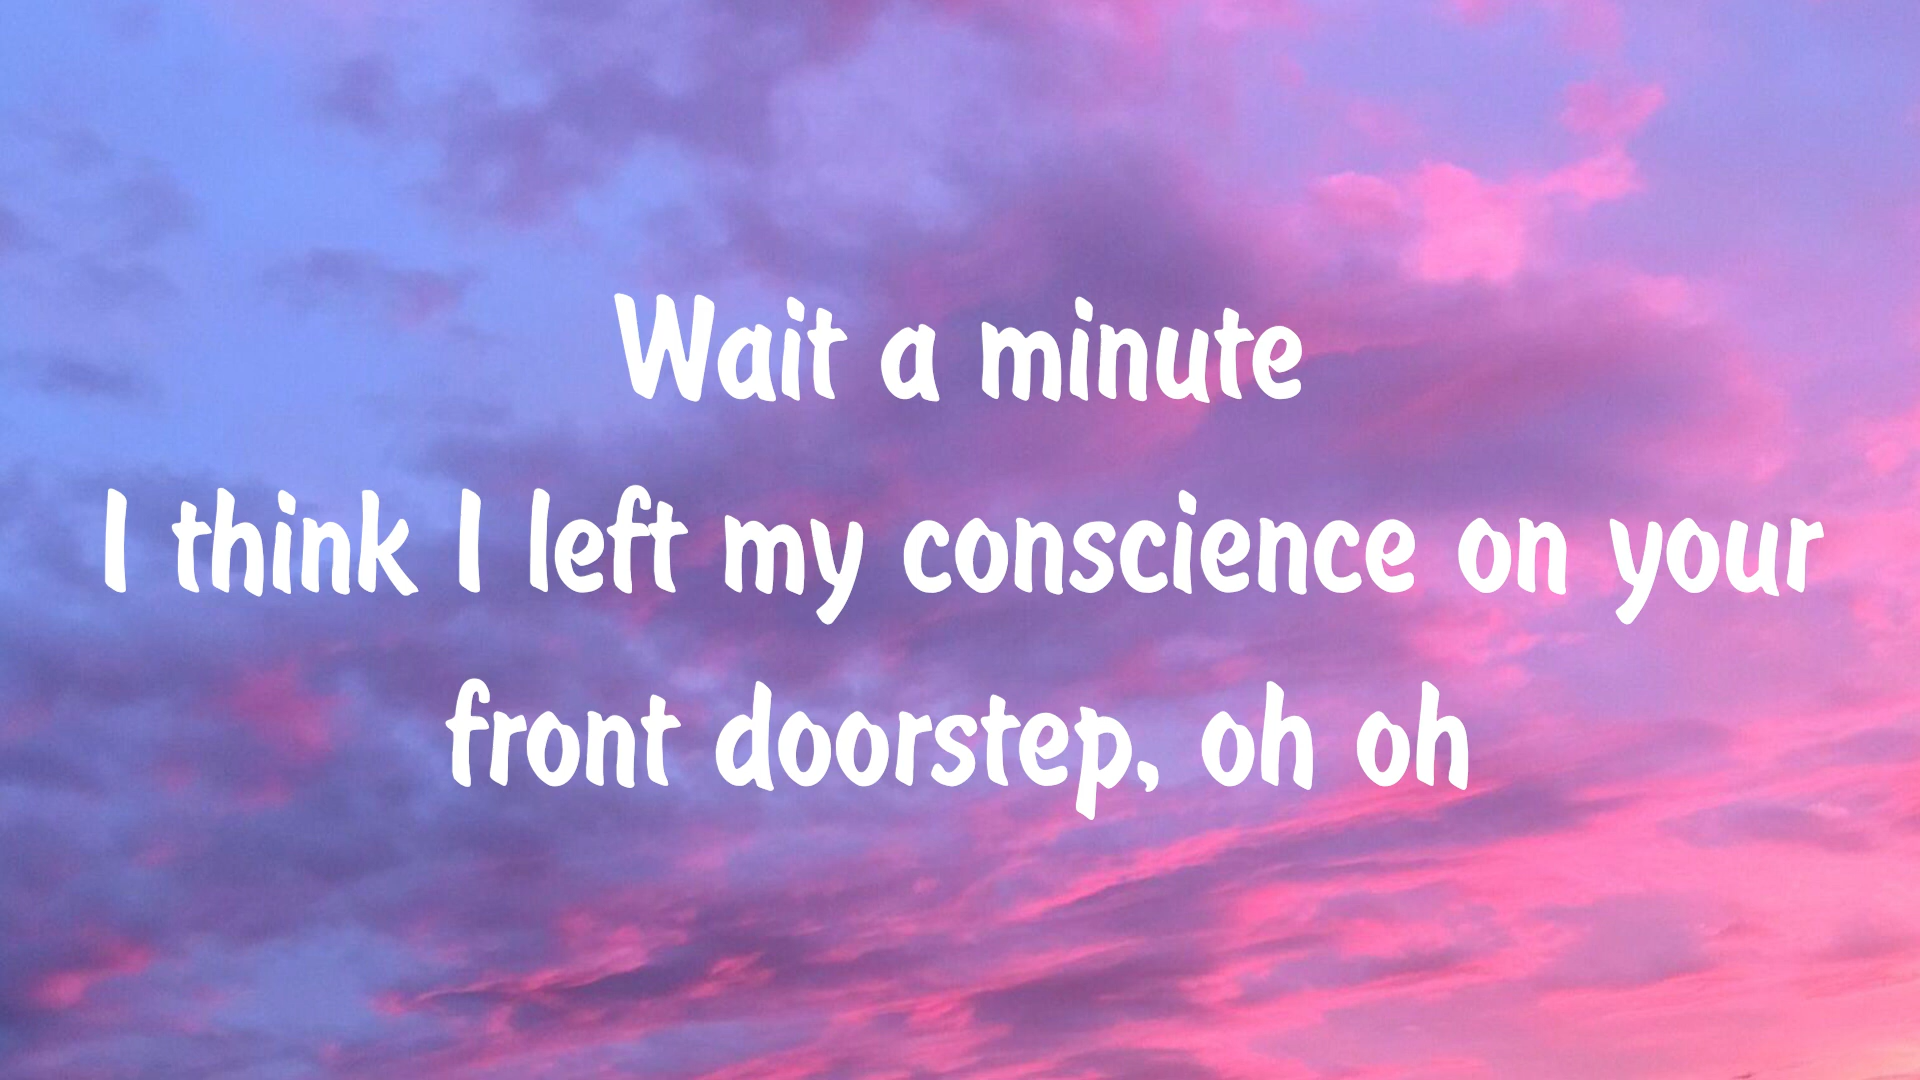 Wait a minute
I think I left my conscience on your
front doorstep, oh oh